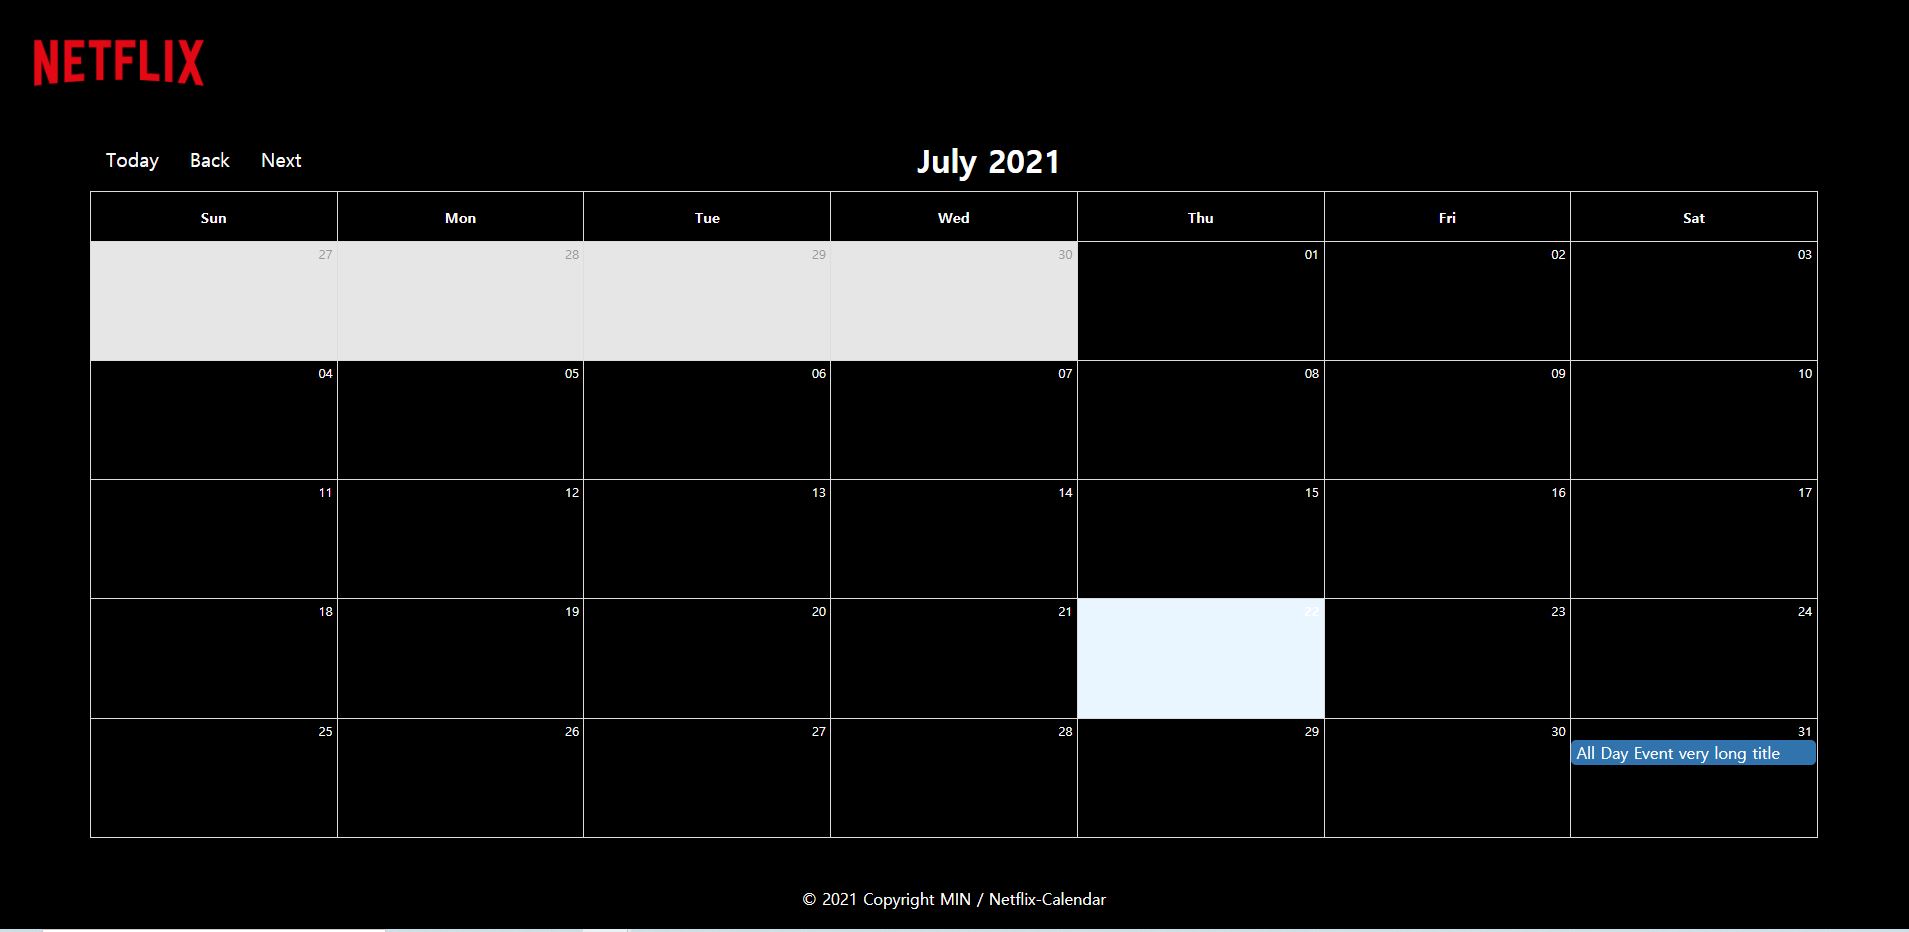 NETFLIX
Today Back Next July 2021
Sun Mon Tue Wed Thu Fri Sat
27 28 29 30 01 02 03
04 05 06 07 08 09 10
11 12 13 14 15 16 17
18 19 20 21 22 23 24
25 26 27 28 29 30 31
All Day Event very long title
© 2021 Copyright MIN / Netflix-Calendar